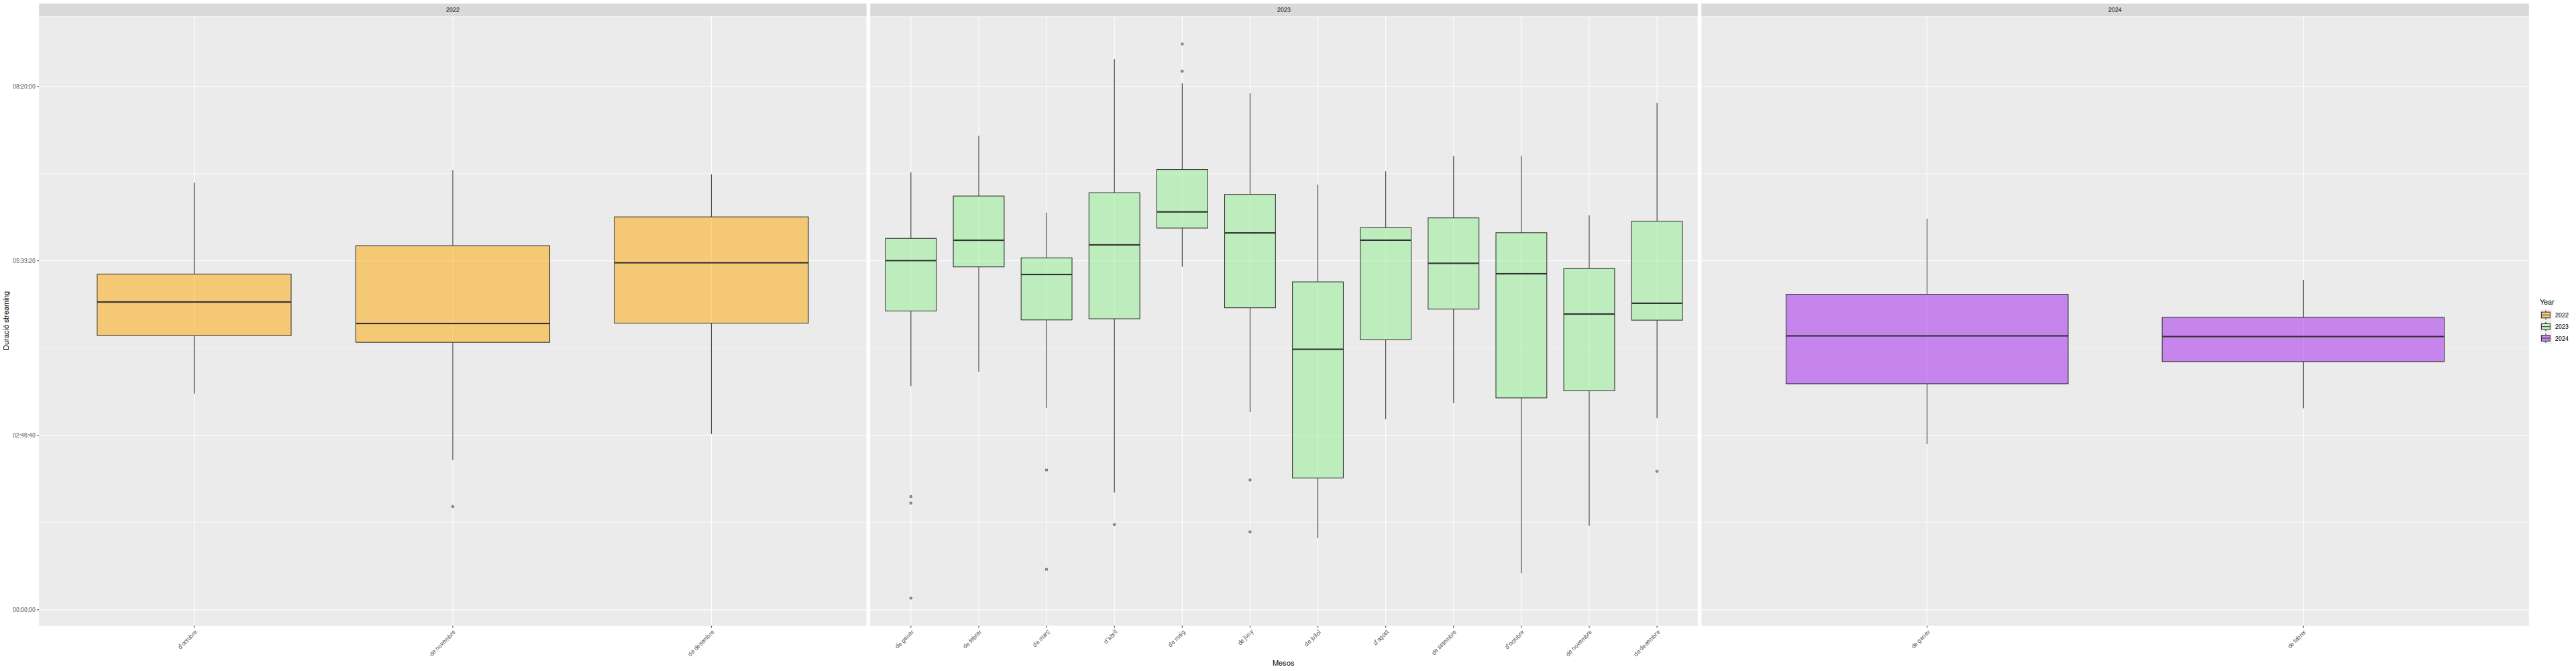 2022
2023
2024
08:20:00
05:33:20
02:46:40
00:00:00
Duració streaming
d'octubre
de novembre
de desembre
de gener
de febrer
de març
d'abril
de maig
de juny
de juliol
d'agost
de setembre
d'octubre
de novembre
de desembre
de gener
de febrer
Mesos
Year
2022
2023
2024